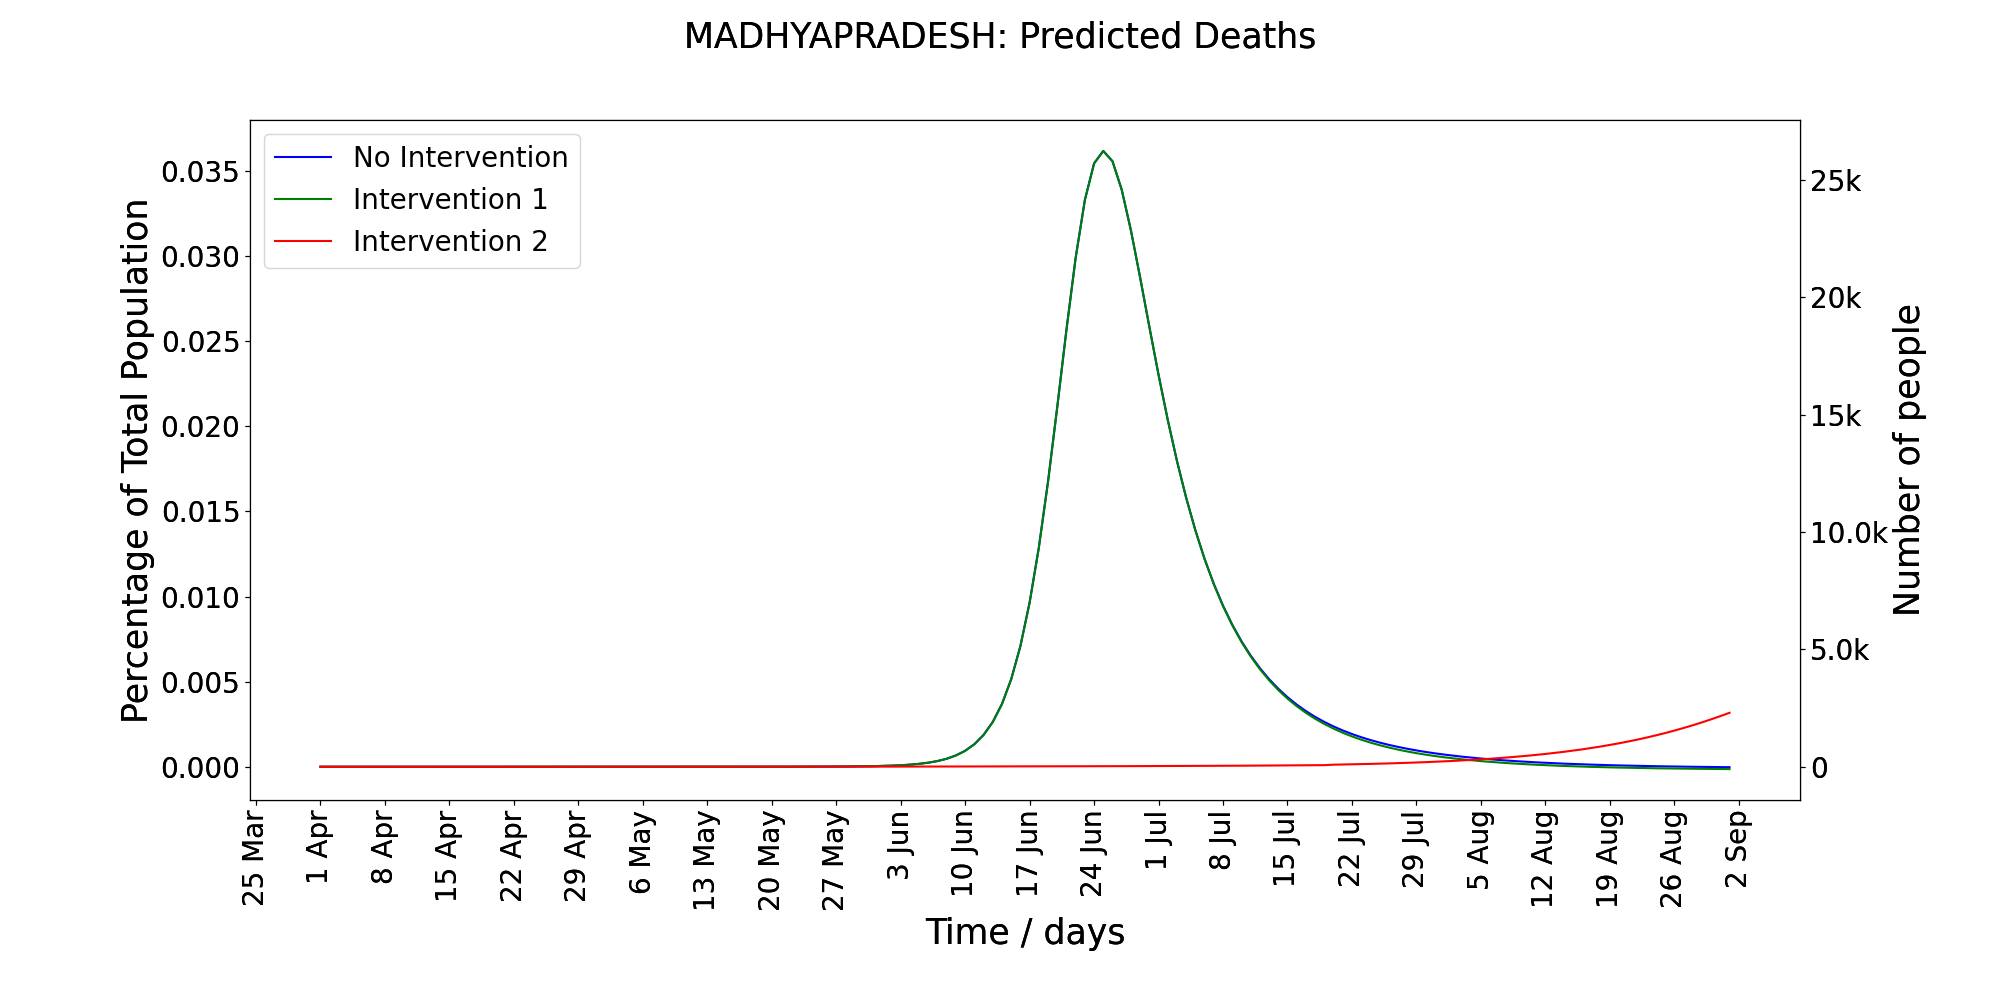 MADHYAPRADESH: Predicted Deaths
No Intervention
Intervention 1
Intervention 2
Percentage of Total Population
0.035
0.030
0.025
0.020
0.015
0.010
0.005
0.000
25k
20k
15k
10.0k
5.0k
0
Number of people
25 Mar
1 Apr
8 Apr
15 Apr
22 Apr
29 Apr
6 May
13 May
20 May
27 May
3 Jun
10 Jun
17 Jun
24 Jun
1 Jul
8 Jul
15 Jul
22 Jul
29 Jul
5 Aug
12 Aug
19 Aug
26 Aug
2 Sep
Time / days